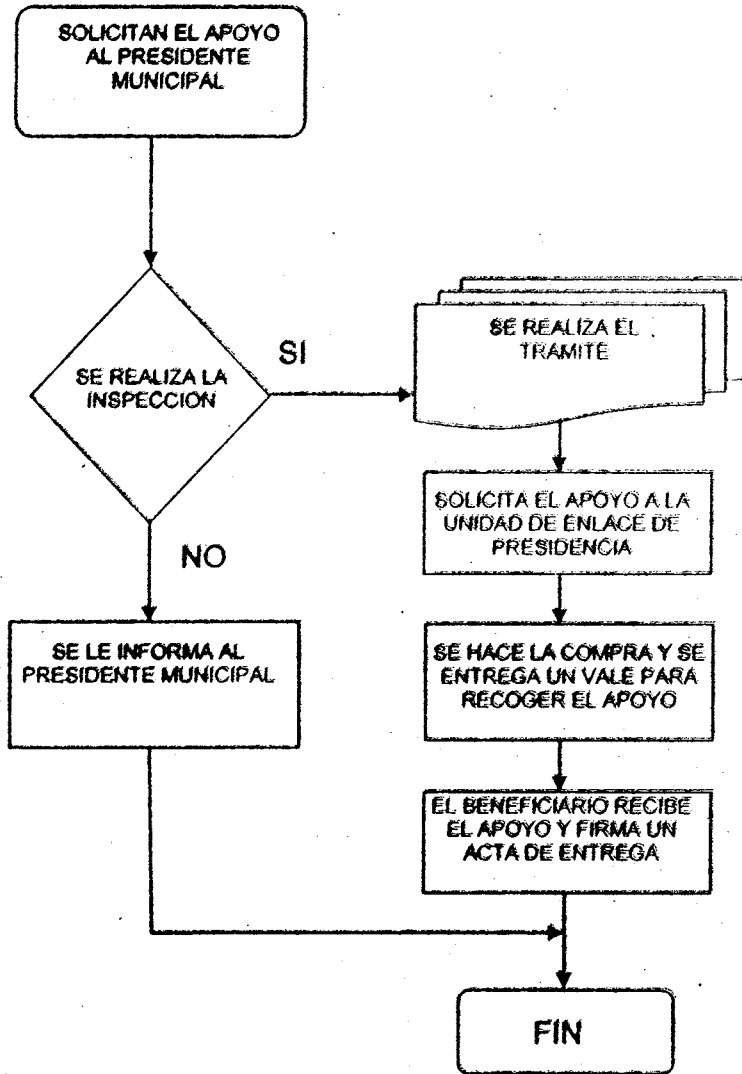 SOLICITAN EL APOYO
AL PRESIDENTE
MUNICIPAL
SE REALIZA LA
INSPECCION
SI
SE REALIZA EL
TRAMITE
SOLICITA EL APOYO A LA
UNIDAD DE ENLACE DE
PRESIDENCIA
NO
SE LE INFORMA AL
PRESIDENTE MUNICIPAL
SE HACE LA COMPRA Y SE
ENTREGA UN VALE PARA
RECOGER EL APOYO
EL BENEFICIARIO RECIBE
EL APOYO Y FIRMA UN
ACTA DE ENTREGA
FIN